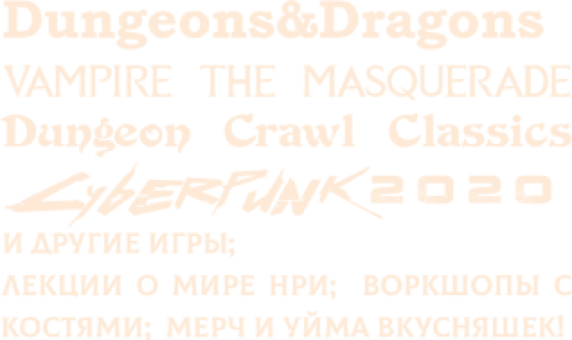 Dungeons&Dragons
VAMPIRE THE MASQUERADE
Dungeon Crawl Classics
CYBERPUNK 2020
И ДРУГИЕ ИГРЫ;
ЛЕКЦИИ О МИРЕ НРИ; ВОРКШОПЫ С
КОСТЯМИ; МЕРЧ И УЙМА ВКУСНЯШЕК!